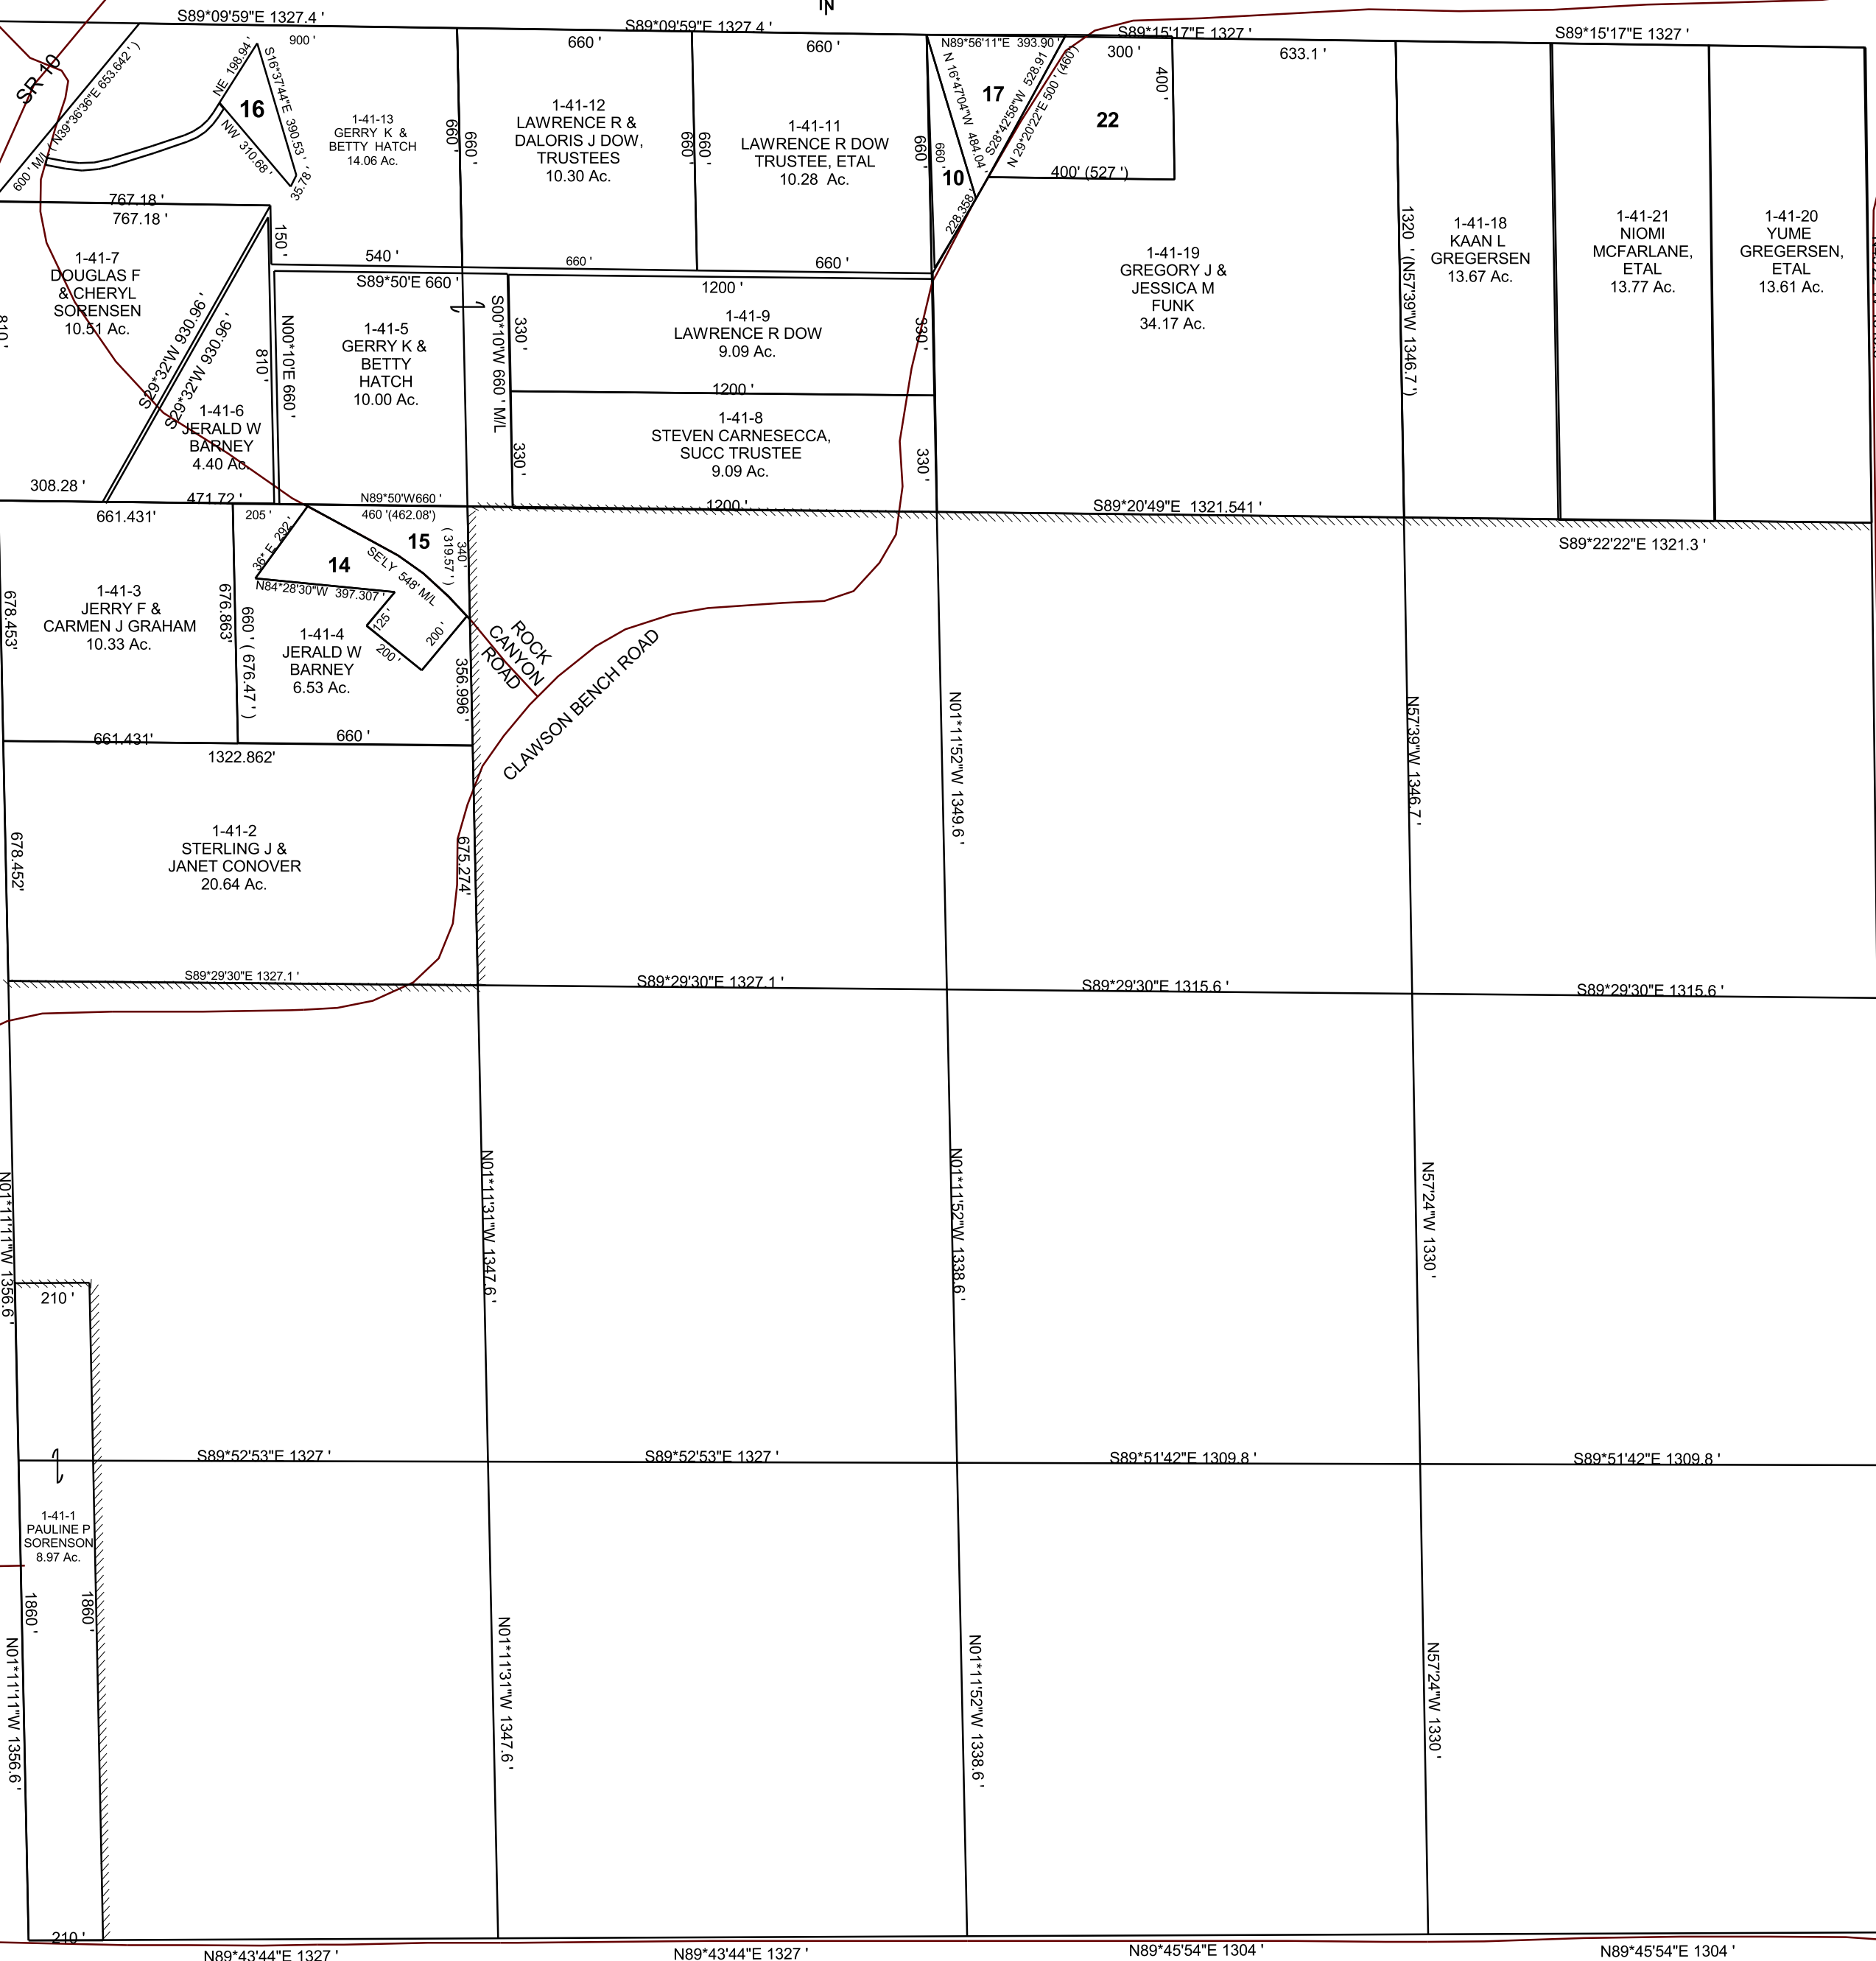 S89*09'59"E 1327.4 '
S89*09'59"E 1327.4 '
S89*15'17"E 1327 '
S89*15'17"E 1327 '
SR 10
600 ' M/L ( N39*36'36"E 653.642' )
NE 198.94 '
S16*37'44"E 390.53 '
900 '
16
NW 310.68'
35.78 '
1-41-13
GERRY K &
BETTY HATCH
14.06 Ac.
660 '
660 '
660 '
1-41-12
LAWRENCE R &
DALORIS J DOW,
TRUSTEES
10.30 Ac.
660 '
660 '
660 '
1-41-11
LAWRENCE R DOW
TRUSTEE, ETAL
10.28 Ac.
660 '
660 '
N89*56'11"E 393.90 '
N 16*47'04"W 484.04 '
17
S28*42'58"W 528.91
N 29*20'22"E 500 ' (460')
10
228.358 '
300 '
400 '
22
400' (527 ')
633.1 '
767.18 '
767.18 '
1-41-7
DOUGLAS F
& CHERYL
SORENSEN
10.51 Ac.
810 '
S29*32'W 930.96 '
S29*32'W 930.96 '
150 '
540 '
660 '
660 '
1-41-19
GREGORY J &
JESSICA M
FUNK
34.17 Ac.
1320 ' (N57'39"W 1346.7 ')
1-41-18
KAAN L
GREGERSEN
13.67 Ac.
1-41-21
NIOMI
MCFARLANE,
ETAL
13.77 Ac.
1-41-20
YUME
GREGERSEN,
ETAL
13.61 Ac.
S89*50'E 660 '
N00*10'E 660 '
810 '
1-41-6
JERALD W
BARNEY
4.40 Ac.
1-41-5
GERRY K &
BETTY
HATCH
10.00 Ac.
S00*10'W 660 ' M/L
330 '
330 '
1200 '
1-41-9
LAWRENCE R DOW
9.09 Ac.
330 '
1200 '
1-41-8
STEVEN CARNESECCA,
SUCC TRUSTEE
9.09 Ac.
330 '
1200 '
308.28 '
471.72 '
N89*50'W660 '
S89*20'49"E 1321.541 '
S89*22'22"E 1321.3 '
661.431'
205 '
460 '(462.08')
15
340 '
( 319.57' )
36* E 292'
14
SE'LY 548' M/L
N84*28'30"W 397.307 '
125 '
200 '
200 '
678.453'
1-41-3
JERRY F &
CARMEN J GRAHAM
10.33 Ac.
676.863'
660 ' ( 676.47' )
1-41-4
JERALD W
BARNEY
6.53 Ac.
356.996 '
ROCK
CANYON
ROAD
CLAWSON BENCH ROAD
661.431'
660 '
1322.862'
678.452'
1-41-2
STERLING J &
JANET CONOVER
20.64 Ac.
675.274'
N01*11'52"W 1349.6 '
N57'39"W 1346.7 '
S89*29'30"E 1327.1 '
S89*29'30"E 1327.1 '
S89*29'30"E 1315.6 '
S89*29'30"E 1315.6 '
N01*11'11"W 1356.6 '
N01*11'31"W 1347.6 '
N01*11'52"W 1338.6 '
N57'24"W 1330 '
210 '
S89*52'53"E 1327 '
S89*52'53"E 1327 '
S89*51'42"E 1309.8 '
S89*51'42"E 1309.8 '
1-41-1
PAULINE P
SORENSON
8.97 Ac.
1860 '
1860 '
N01*11'11"W 1356.6 '
N01*11'31"W 1347.6 '
N01*11'52"W 1338.6 '
N57'24"W 1330 '
210 '
N89*43'44"E 1327 '
N89*43'44"E 1327 '
N89*45'54"E 1304 '
N89*45'54"E 1304 '